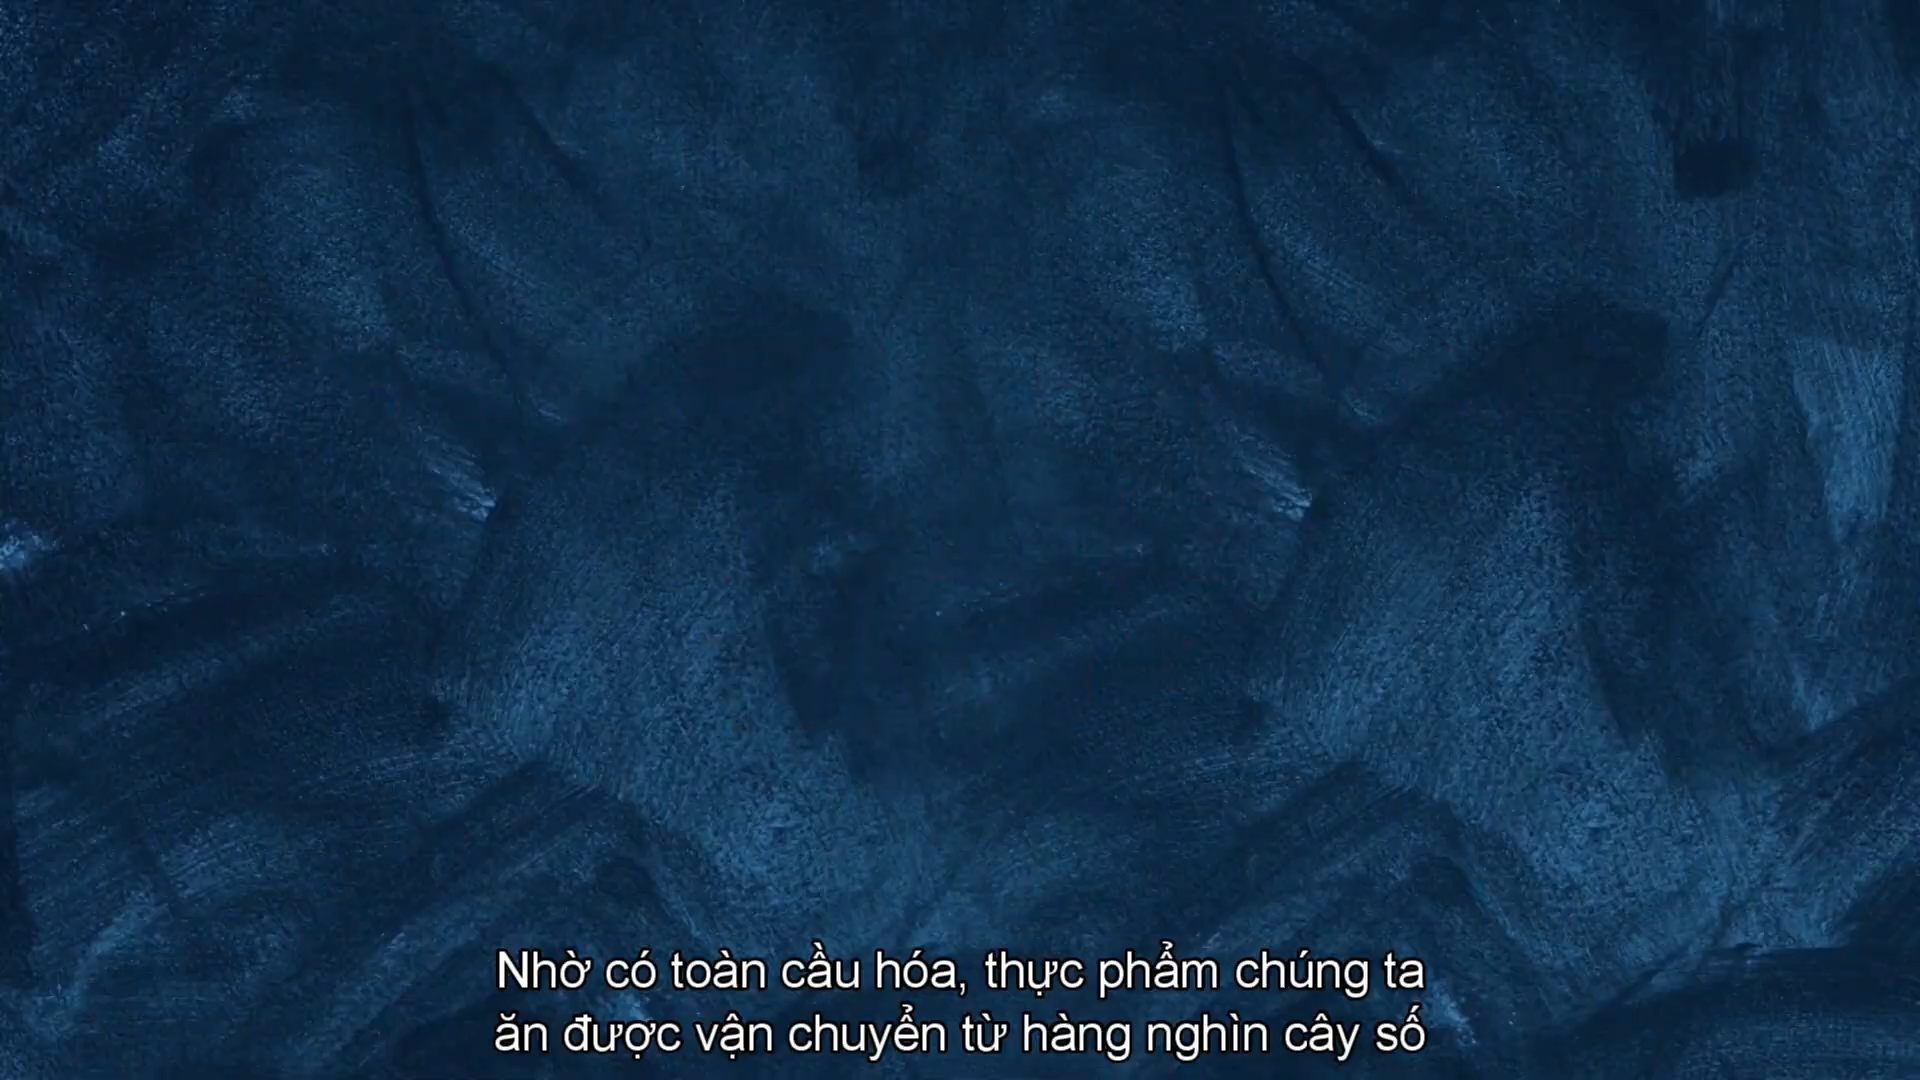 Nhờ có toàn cầu hóa, thực phẩm chúng ta
ăn được vận chuyển từ hàng nghìn cây số